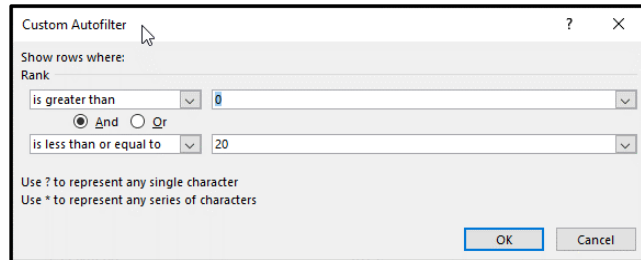 Custom Autofilter ? ×
Show rows where:
Rank
is greater than 0
And Or
is less than or equal to 20
Use ? to represent any single character
Use * to represent any series of characters
OK Cancel